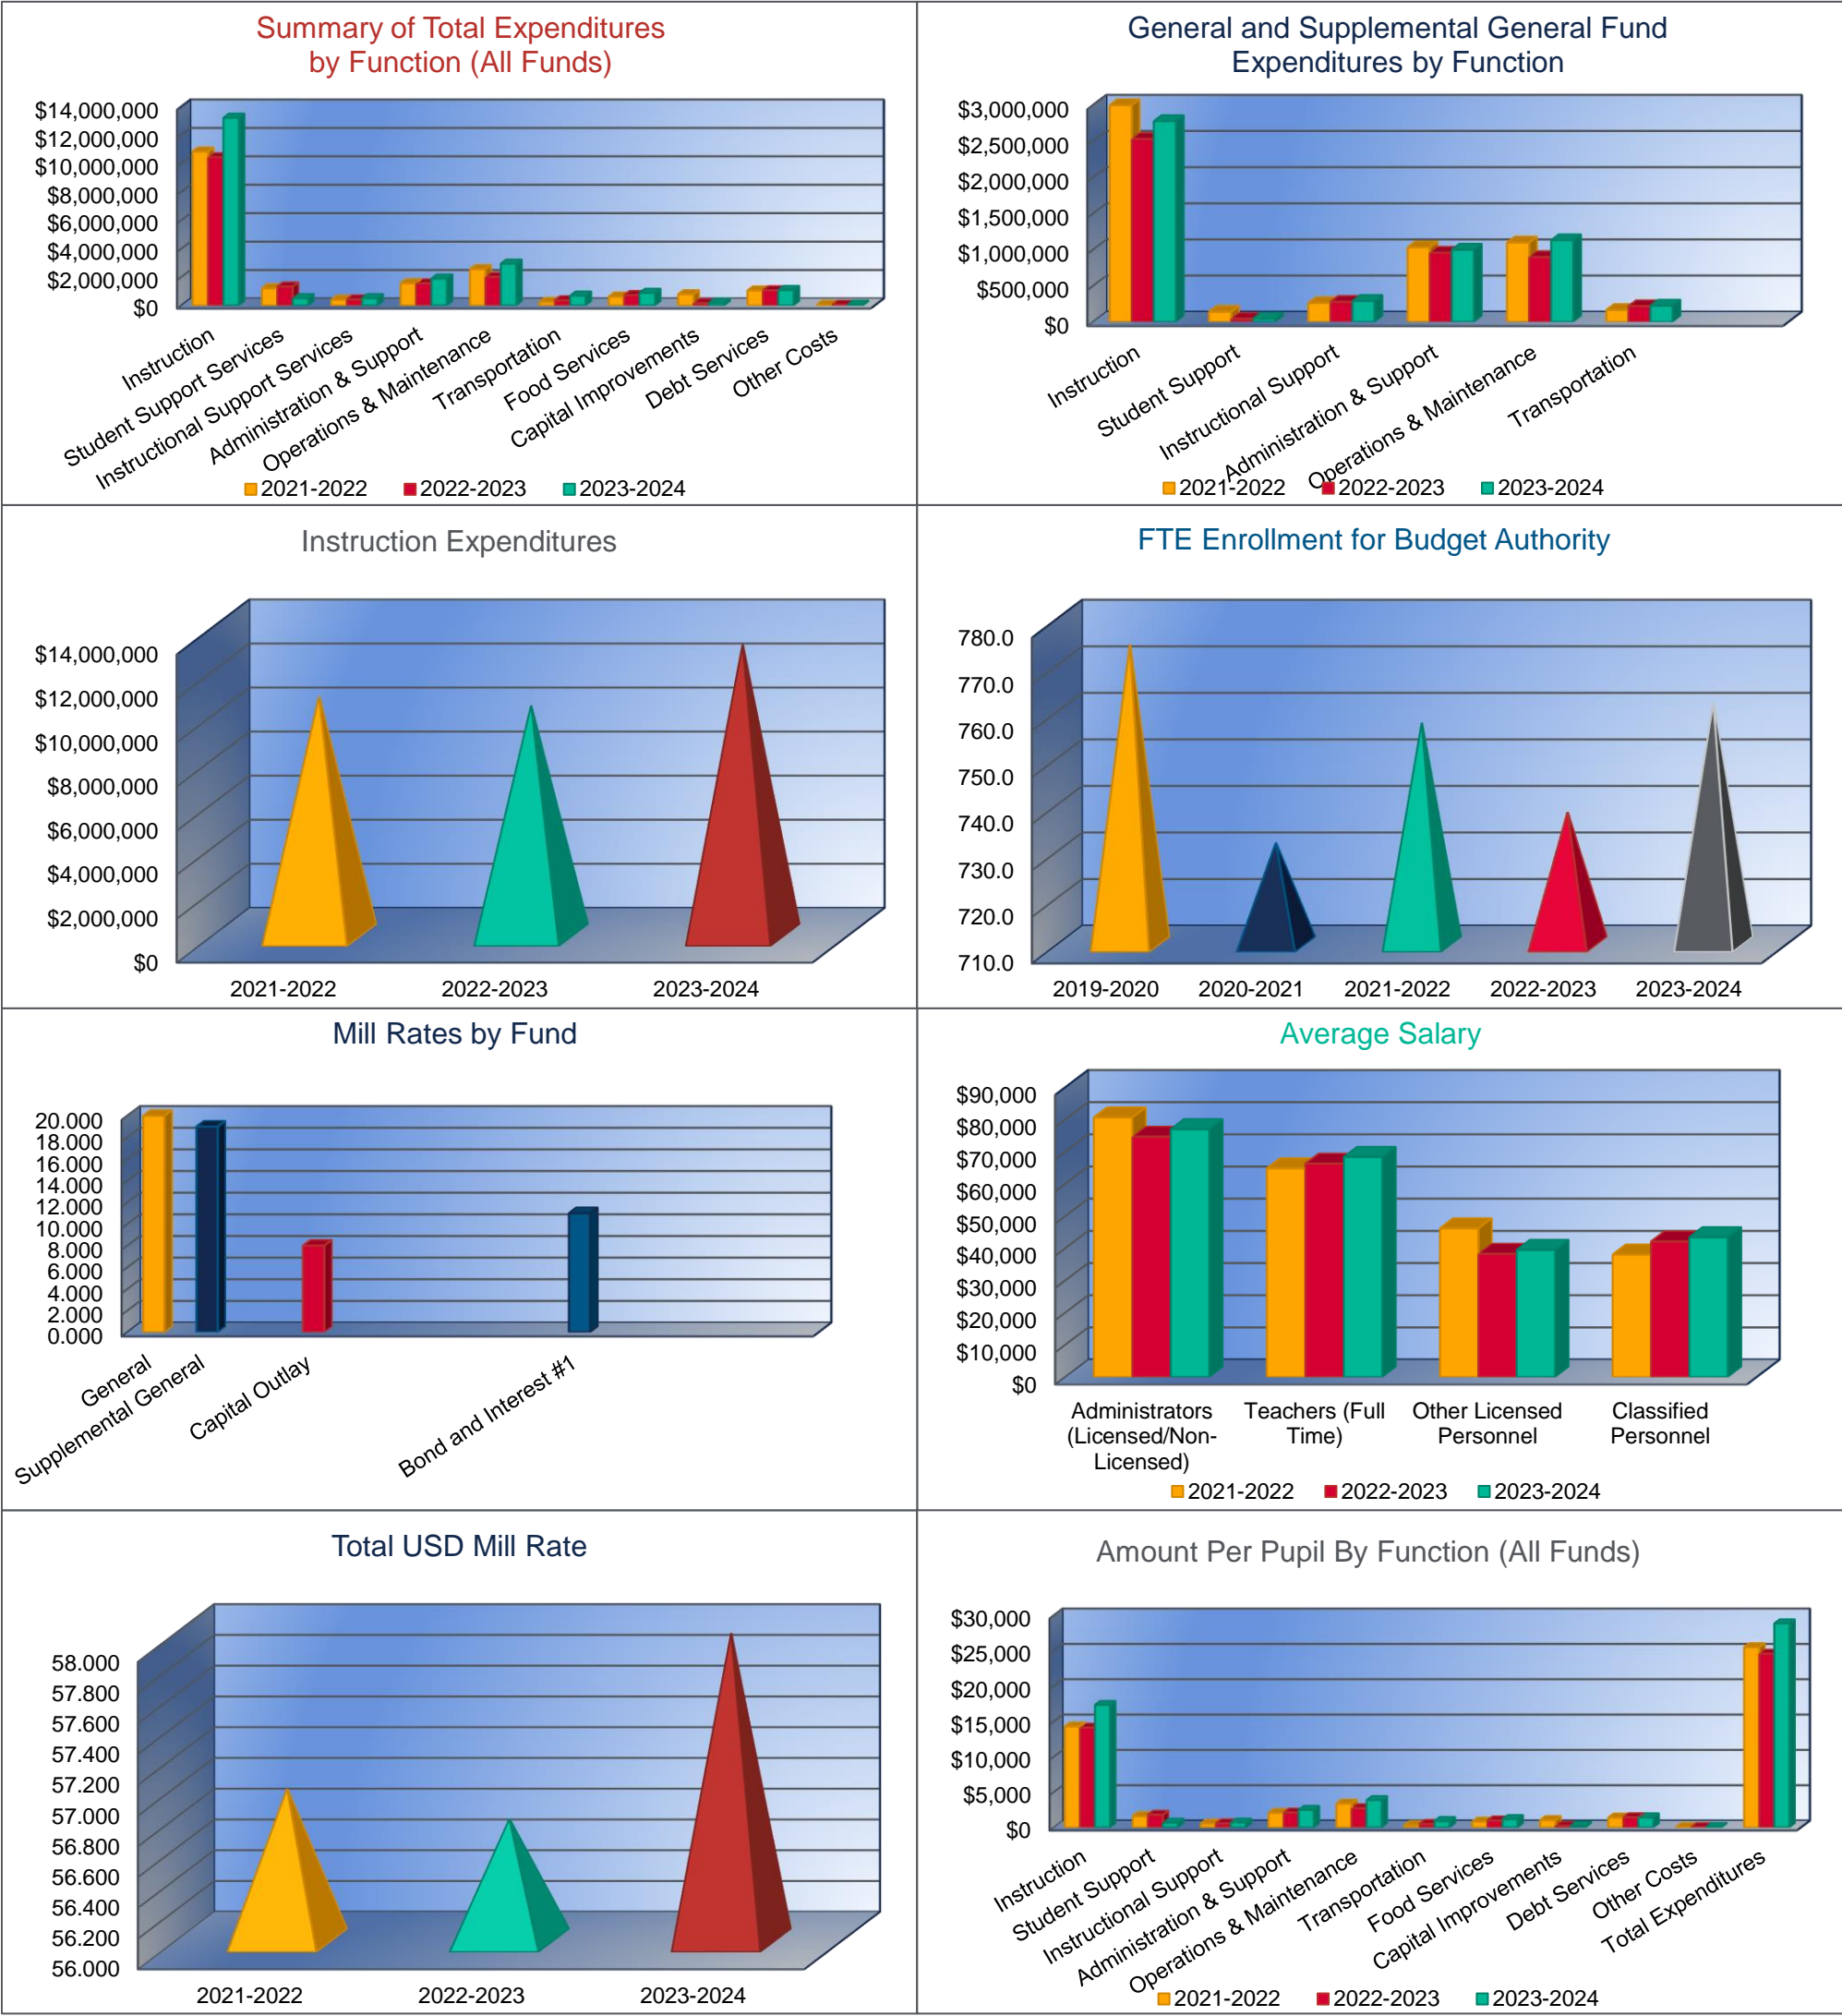 Summary of Total Expenditures
by Function (All Funds)
$14,000,000
$12,000,000
$10,000,000
$8,000,000
$6,000,000
$4,000,000
$2,000,000
$0
Instruction
Student Support Services
Instructional Support Services
Administration & Support
Operations & Maintenance
Transportation
Food Services
Capital Improvements
Debt Services
Other Costs
2021-2022 2022-2023 2023-2024
General and Supplemental General Fund
Expenditures by Function
$3,000,000
$2,500,000
$2,000,000
$1,500,000
$1,000,000
$500,000
$0
Instruction
Student Support
Instructional Support
Administration & Support
Operations & Maintenance
Transportation
2021-2022 2022-2023 2023-2024
Instruction Expenditures
$14,000,000
$12,000,000
$10,000,000
$8,000,000
$6,000,000
$4,000,000
$2,000,000
$0
2021-2022 2022-2023 2023-2024
FTE Enrollment for Budget Authority
780.0
770.0
760.0
750.0
740.0
730.0
720.0
710.0
2019-2020 2020-2021 2021-2022 2022-2023 2023-2024
Mill Rates by Fund
20.000
18.000
16.000
14.000
12.000
10.000
8.000
6.000
4.000
2.000
0.000
General
Supplemental General
Capital Outlay
Bond and Interest #1
Average Salary
$90,000
$80,000
$70,000
$60,000
$50,000
$40,000
$30,000
$20,000
$10,000
$0
Administrators
(Licensed/Non-
Licensed)
Teachers (Full
Time)
Other Licensed
Personnel
Classified
Personnel
2021-2022 2022-2023 2023-2024
Total USD Mill Rate
58.000
57.800
57.600
57.400
57.200
57.000
56.800
56.600
56.400
56.200
56.000
2021-2022 2022-2023 2023-2024
Amount Per Pupil By Function (All Funds)
$30,000
$25,000
$20,000
$15,000
$10,000
$5,000
$0
Instruction
Student Support
Instructional Support
Administration & Support
Operations & Maintenance
Transportation
Food Services
Capital Improvements
Debt Services
Other Costs
Total Expenditures
2021-2022 2022-2023 2023-2024